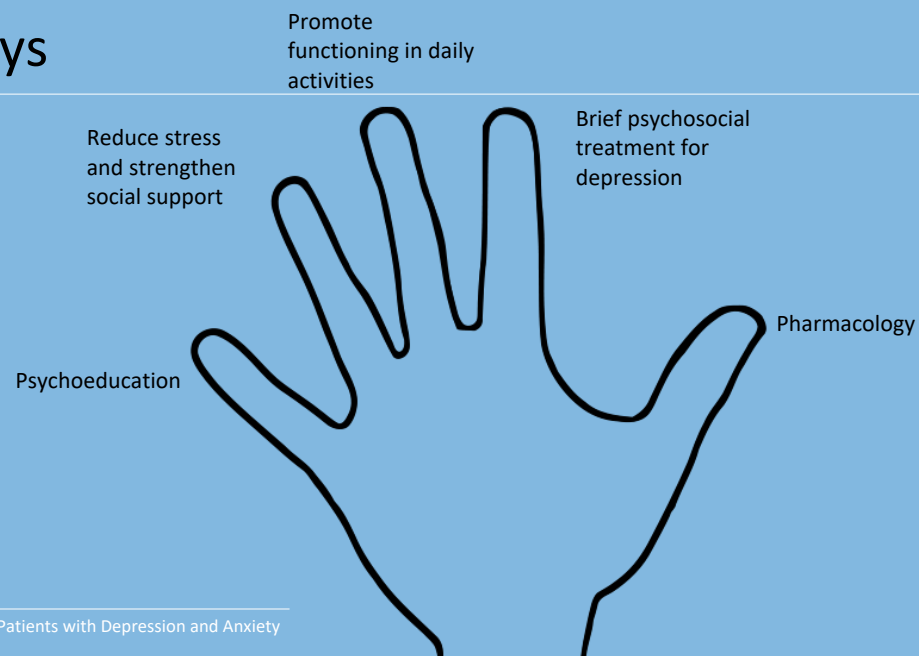 ys
Promote
functioning in daily
activities
Reduce stress
and strengthen
social support
Brief psychosocial
treatment for
depression
Pharmacology
Psychoeducation
Patients with Depression and Anxiety